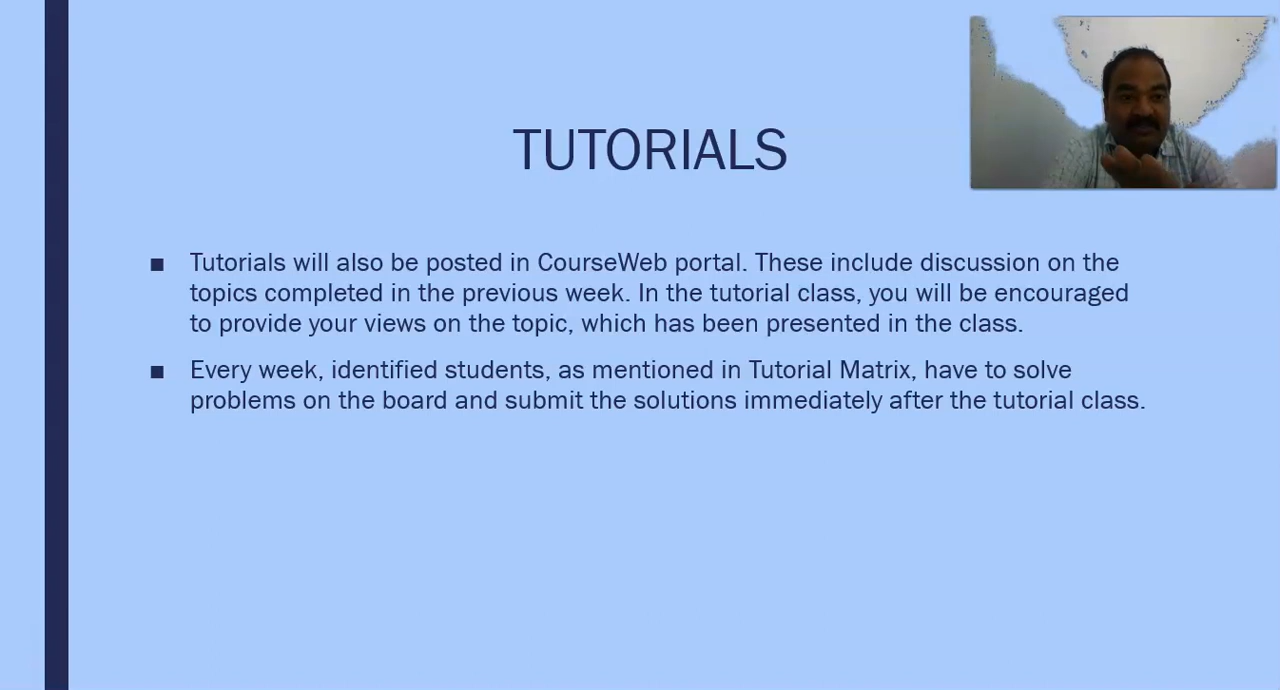 TUTORIALS
Tutorials will also be posted in CourseWeb portal. These include discussion on the
topics completed in the previous week. In the tutorial class, you will be encouraged
to provide your views on the topic, which has been presented in the class.
Every week, identified students, as mentioned in Tutorial Matrix, have to solve
problems on the board and submit the solutions immediately after the tutorial class.